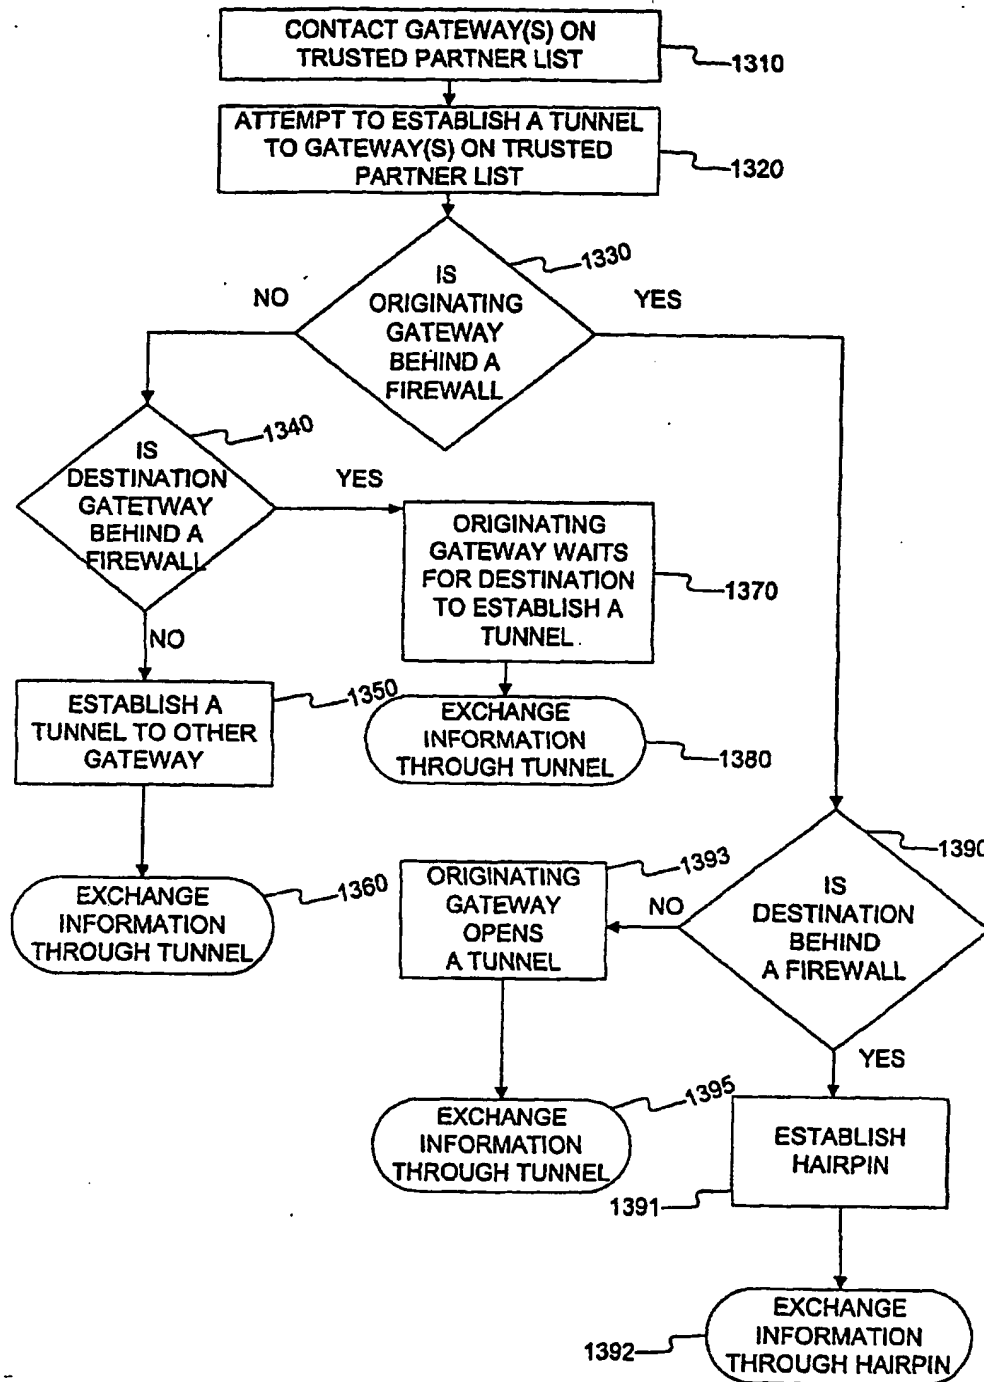 CONTACT GATEWAY(S) ON
TRUSTED PARTNER LIST
1310
ATTEMPT TO ESTABLISH A TUNNEL
TO GATEWAY(S) ON TRUSTED
PARTNER LIST
1320
1330
IS
ORIGINATING
GATEWAY
BEHIND A
FIREWALL
NO
YES
1340
IS
DESTINATION
GATETWAY
BEHIND A
FIREWALL
YES
ORIGINATING
GATEWAY WAITS
FOR DESTINATION
TO ESTABLISH A
TUNNEL
1370
NO
ESTABLISH A
TUNNEL TO OTHER
GATEWAY
1350
EXCHANGE
INFORMATION
THROUGH TUNNEL
1380
EXCHANGE
INFORMATION
THROUGH TUNNEL
1360
1390
IS
DESTINATION
BEHIND
A FIREWALL
NO
ORIGINATING
GATEWAY
OPENS
A TUNNEL
1393
YES
EXCHANGE
INFORMATION
THROUGH TUNNEL
1395
ESTABLISH
HAIRPIN
1391
EXCHANGE
INFORMATION
THROUGH HAIRPIN
1392